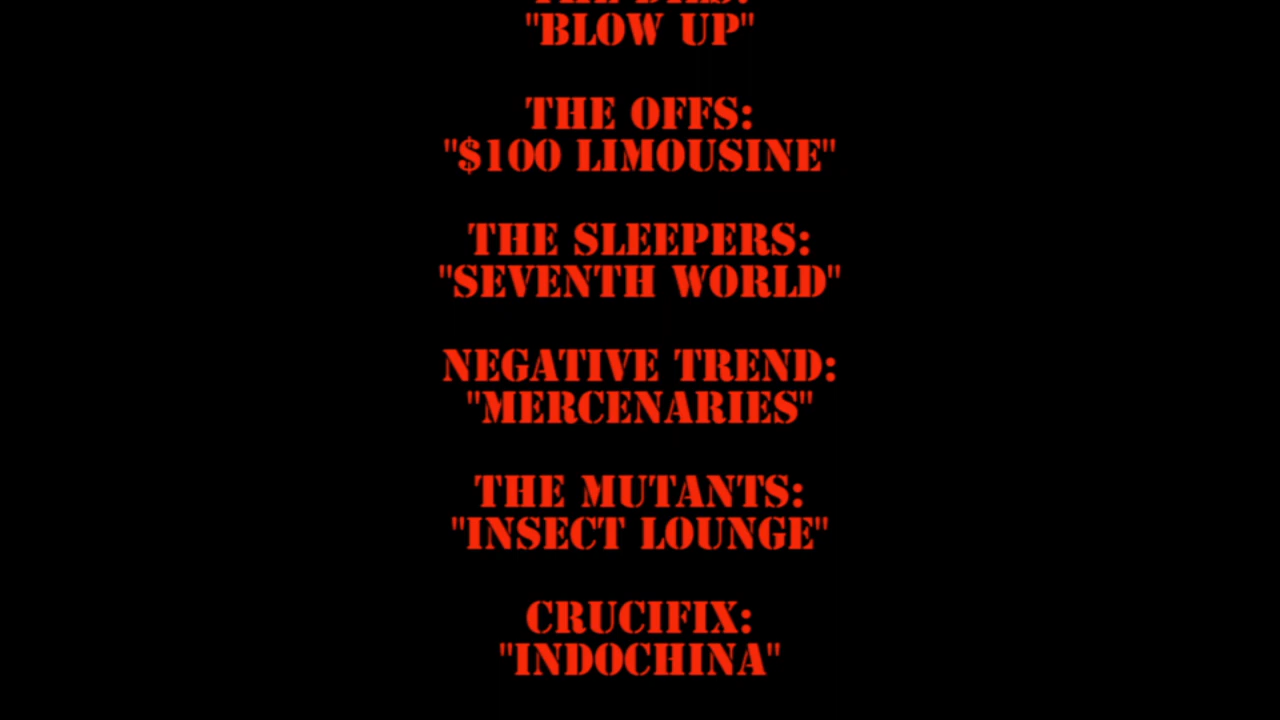 "BLOW UP"
THE OFFS:
"$100 LIMOUSINE"
THE SLEEPERS:
"SEVENTH WORLD"
NEGATIVE TREND:
"MERCENARIES"
THE MUTANTS:
"INSECT LOUNGE"
CRUCIFIX:
"INDOCHINA"